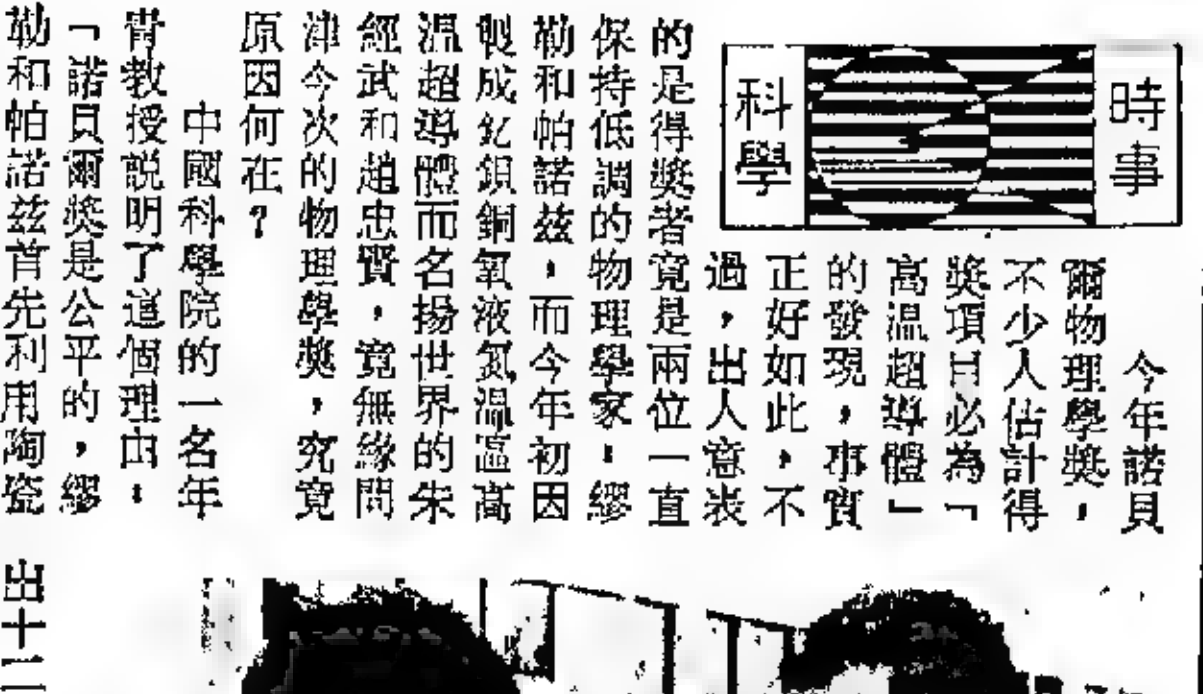 時事
科學
今年諾貝
爾物理學獎，
不少人估計得
獎項目必為「
高温超導體」
的發現，事實
正好如此，不
過，出人意表
的是得獎者竟是兩位一直
保持低調的物理學家：繆
勒和帕諾茲，而今年初因
製成釔鋇銅氧液氮温區高
温超導體而名揚世界的朱
經武和趙忠賢，竟無緣問
津今次的物理學獎，究竟
原因何在？
中國科學院的一名年
青教授説明了這個理由：
「諾貝爾獎是公平的，繆
勒和帕諾茲首先利用陶瓷
出十二